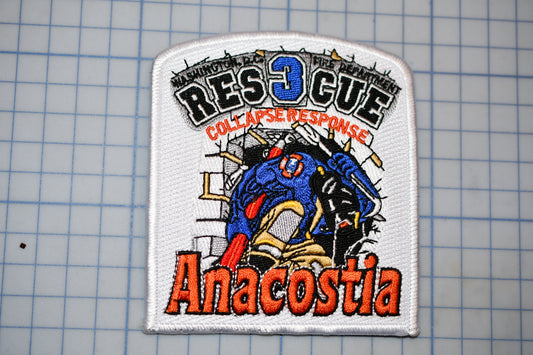 WASHINGTON, D.C. FIRE DEPARTMENT
RES3CUE
COLLAPSE RESPONSE
Anacostia